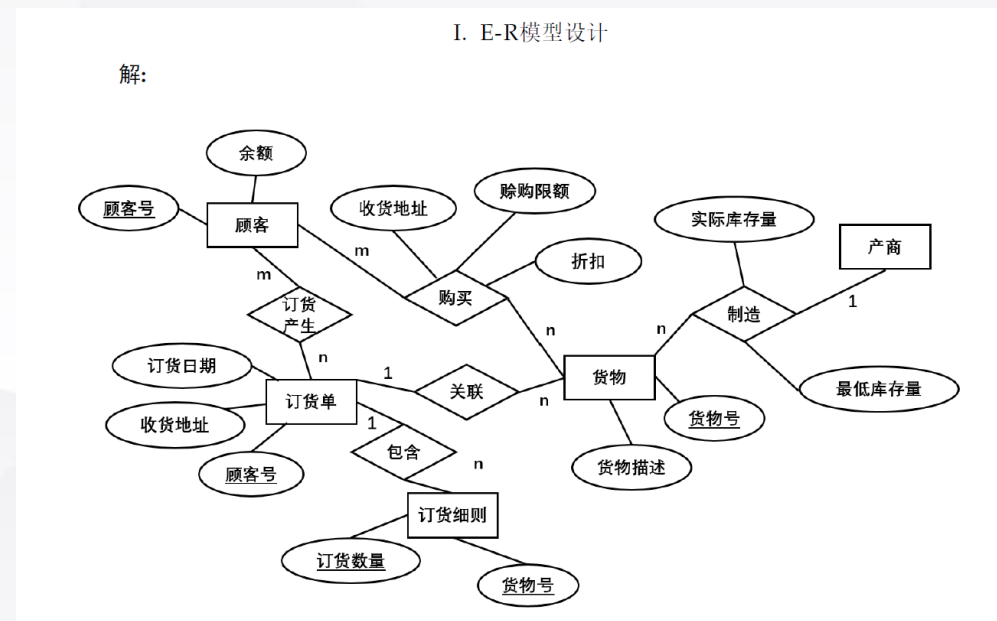 I. E-R模型设计
解:
余额
顾客号
顾客
收货地址
赊购限额
折扣
实际库存量
产商
m
m
购买
制造
1
订货
产生
n
n
n
订货日期
1
关联
n
货物
最低库存量
订货单
收货地址
1
包含
货物号
顾客号
n
货物描述
订货细则
订货数量
货物号